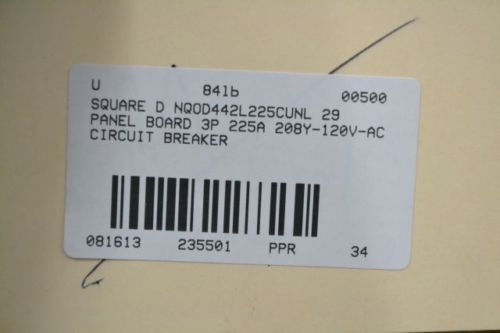 U 841b 00500
SQUARE D NQOD442L225CUNL 29
PANEL BOARD 3P 225A 208Y-120V-AC
CIRCUIT BREAKER
081613 235501 PPR 34